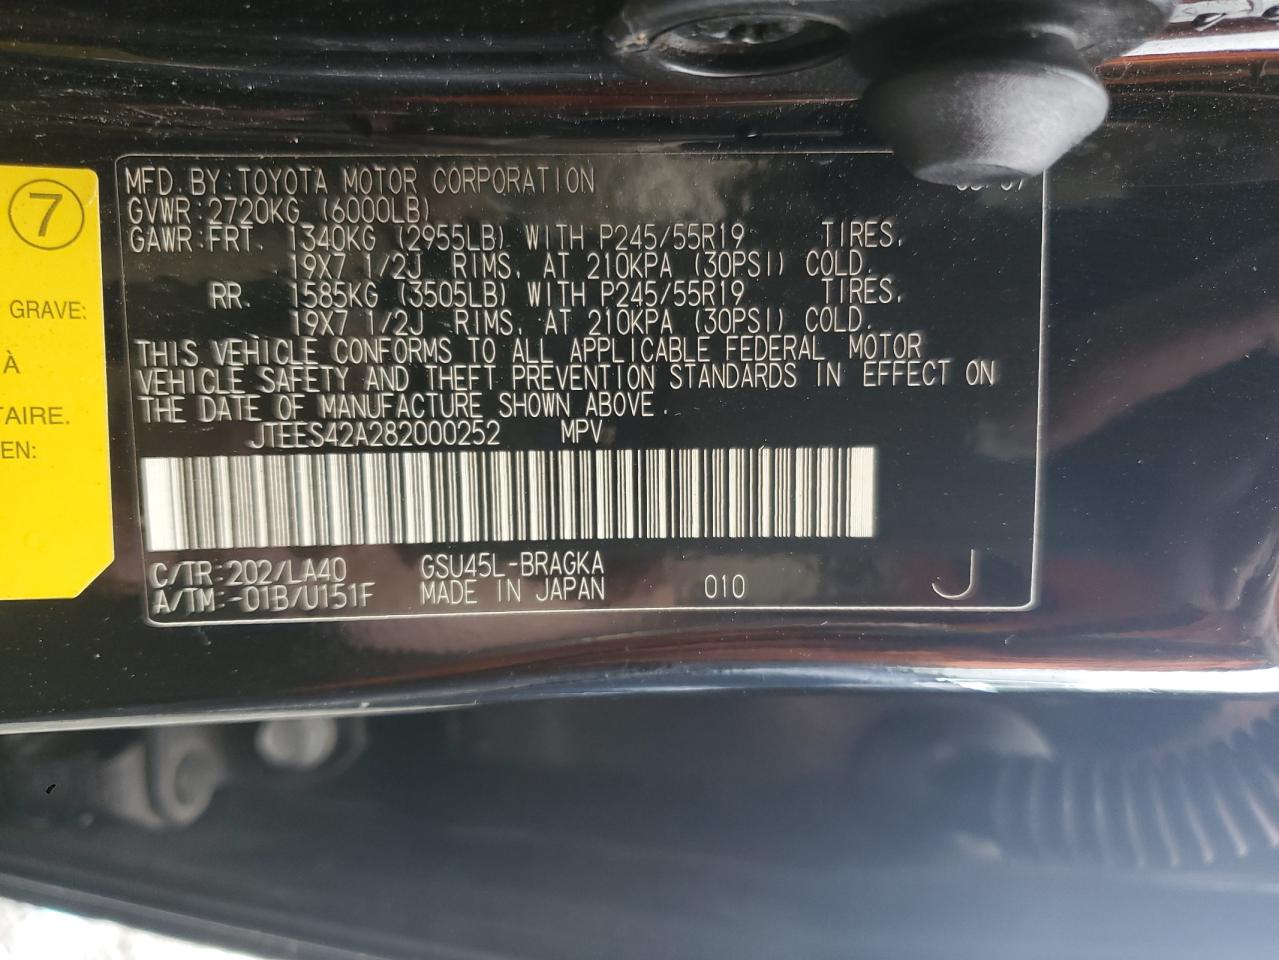 7
GRAVE:
À
TAIRE.
EN:
MFD. BY:TOYOTA MOTOR CORPORATION
GVWR:2720KG (6000LB)
GAWR:FRT. 1340KG (2955LB) WITH P245/55R19 TIRES,
19X7 1/2J RIMS, AT 210KPA (30PSI) COLD.
RR. 1585KG (3505LB) WITH P245/55R19 TIRES,
19X7 1/2J RIMS, AT 210KPA (30PSI) COLD.
THIS VEHICLE CONFORMS TO ALL APPLICABLE FEDERAL MOTOR
VEHICLE SAFETY AND THEFT PREVENTION STANDARDS IN EFFECT ON
THE DATE OF MANUFACTURE SHOWN ABOVE.
JTEES42A282000252 MPV
C/TR:202/LA40 GSU45L-BRAGKA
A/TM:-01B/U151F MADE IN JAPAN 010 J